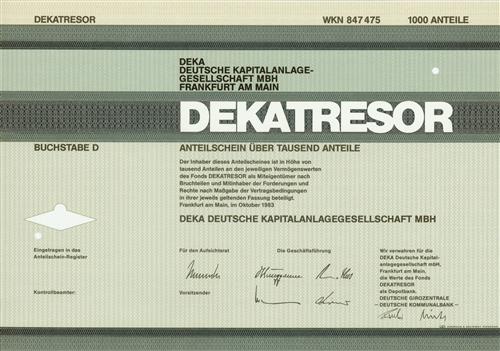 DEKATRESOR WKN 847 475 1000 ANTEILE
DEKA
DEUTSCHE KAPITALANLAGE-
GESELLSCHAFT MBH
FRANKFURT AM MAIN
DEKATRESOR
BUCHSTABE D ANTEILSCHEIN ÜBER TAUSEND ANTEILE
Der Inhaber dieses Anteilscheines ist in Höhe von
tausend Anteilen an den jeweiligen Vermögenswerten
des Fonds DEKATRESOR als Miteigentümer nach
Bruchteilen und Mitinhaber der Forderungen und
Rechte nach Maßgabe der Vertragsbedingungen
in ihrer jeweils geltenden Fassung beteiligt.
Frankfurt am Main, im Oktober 1983
DEKA DEUTSCHE KAPITALANLAGEGESELLSCHAFT MBH
Eingetragen in das
Anteilschein-Register
Kontrollbeamter:
Für den Aufsichtsrat Die Geschäftsführung
Vorsitzender
Wir verwahren für die
DEKA Deutsche Kapital-
anlagegesellschaft mbH,
Frankfurt am Main,
die Werte des Fonds
DEKATRESOR
als Depotbank.
– DEUTSCHE GIROZENTRALE
– DEUTSCHE KOMMUNALBANK –